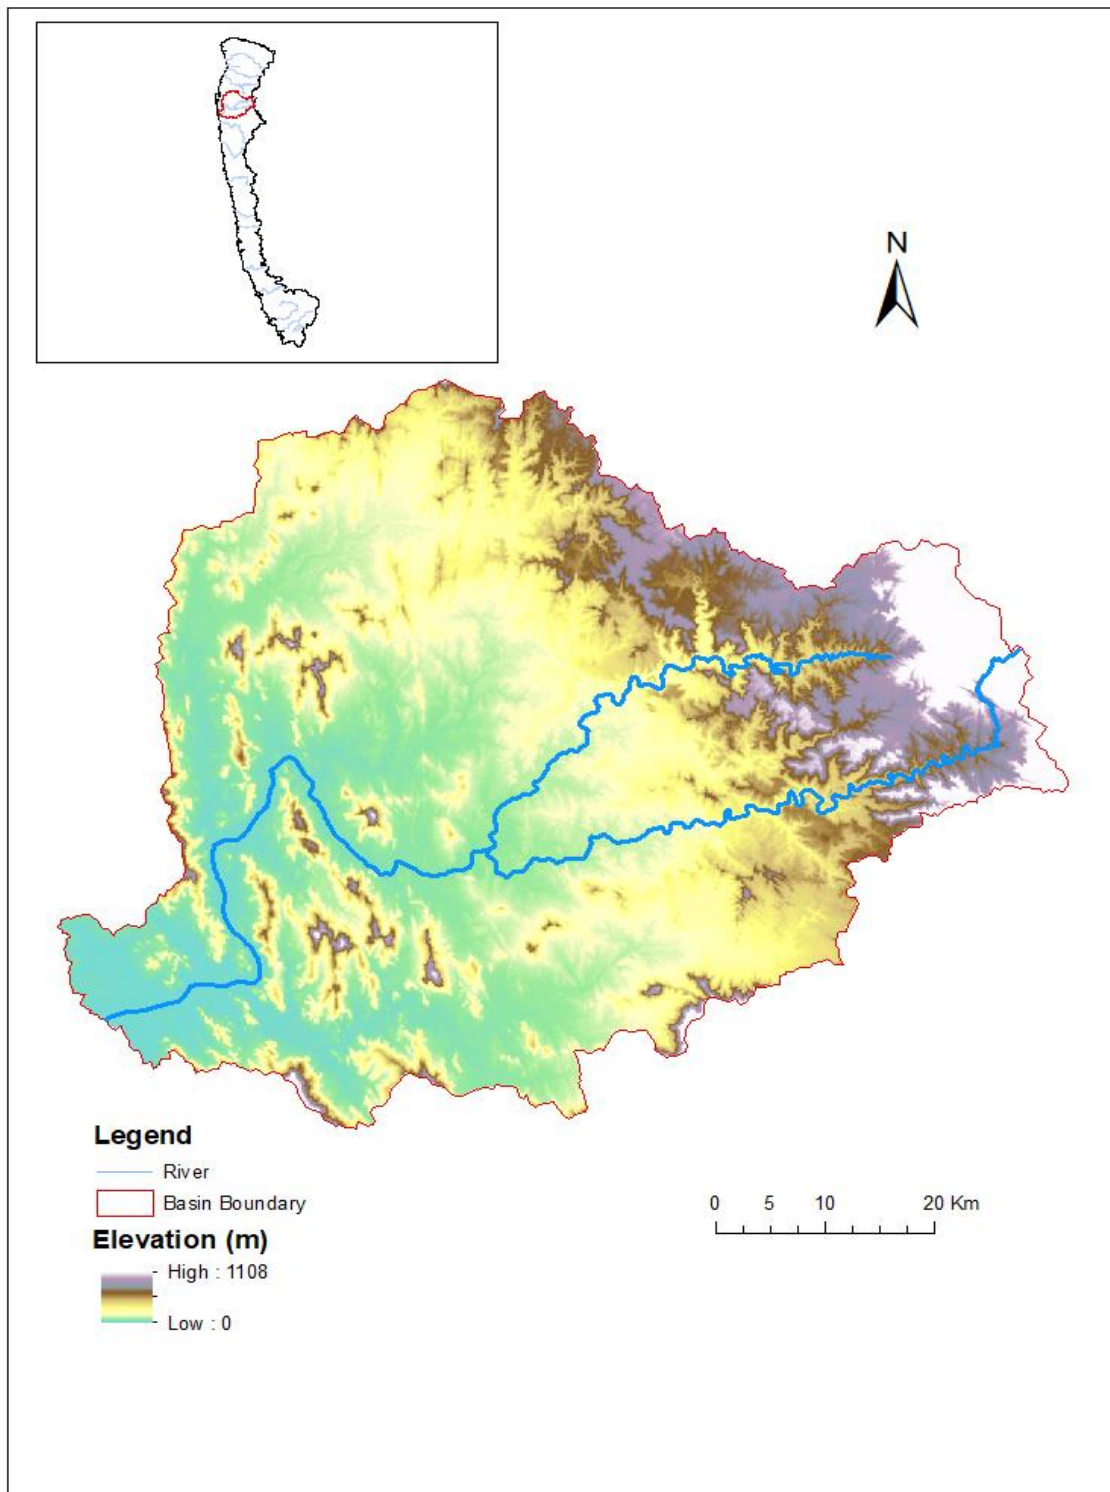 N
Legend
River
Basin Boundary
Elevation (m)
High : 1108
Low : 0
0 5 10 20 Km